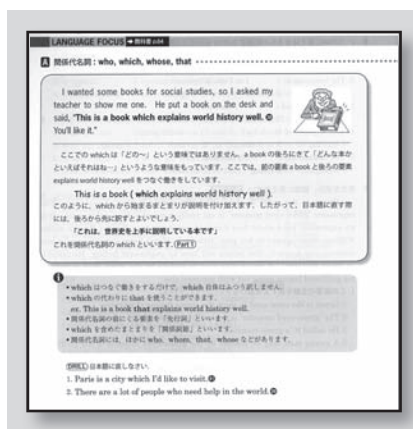 LANGUAGE FOCUS ➡ 教科書 p.94
A 関係代名詞 : who, which, whose, that
I wanted some books for social studies, so I asked my
teacher to show me one. He put a book on the desk and
said, "This is a book which explains world history well.
You'll like it."
ここでの which は「どの〜」という意味ではありません。a book の後ろにきて「どんな本か
といえばそれはね…」というような意味をもっています。ここでは、前の要素 a book と後ろの要素
explains world history well をつなぐ働きをしています。
This is a book ( which explains world history well ).
このように、which から始まるまとまりが説明を付け加えます。したがって、日本語に直す際
には、後ろから先に訳すとよいでしょう。
「これは、世界史を上手に説明している本です」
これを関係代名詞の which といいます。 Part 1
• which はつなぐ働きをするだけで、which 自体はふつう訳しません。
• which の代わりに that を使うことができます。
ex. This is a book that explains world history well.
• 関係代名詞の前にくる要素を「先行詞」といいます。
• which を含めたまとまりを「関係詞節」といいます。
• 関係代名詞には、ほかに who, whom, that, whose などがあります。
DRILL 日本語に直しなさい。
1. Paris is a city which I'd like to visit.
2. There are a lot of people who need help in the world.